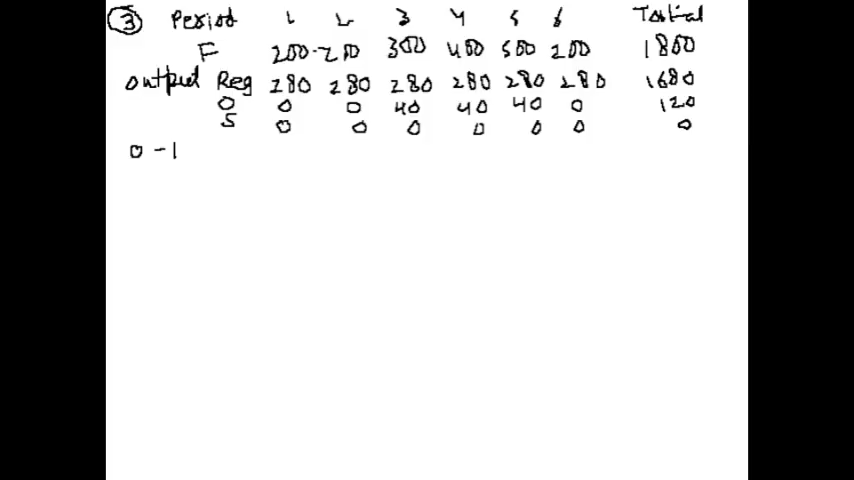 3 Period 1 2 3 4 5 6 Total
F 200 200 300 400 500 200 1800
output Reg 280 280 280 280 280 280 1680
O 0 0 40 40 40 0 120
S 0 0 0 0 0 0 0
0 - 1